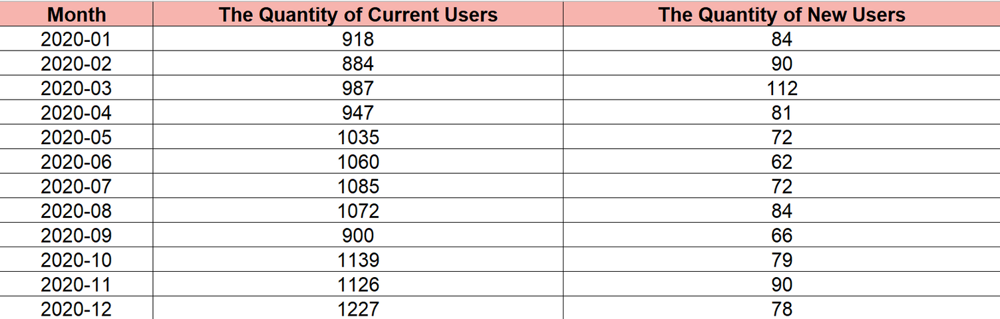 Month The Quantity of Current Users The Quantity of New Users
2020-01 918 84
2020-02 884 90
2020-03 987 112
2020-04 947 81
2020-05 1035 72
2020-06 1060 62
2020-07 1085 72
2020-08 1072 84
2020-09 900 66
2020-10 1139 79
2020-11 1126 90
2020-12 1227 78